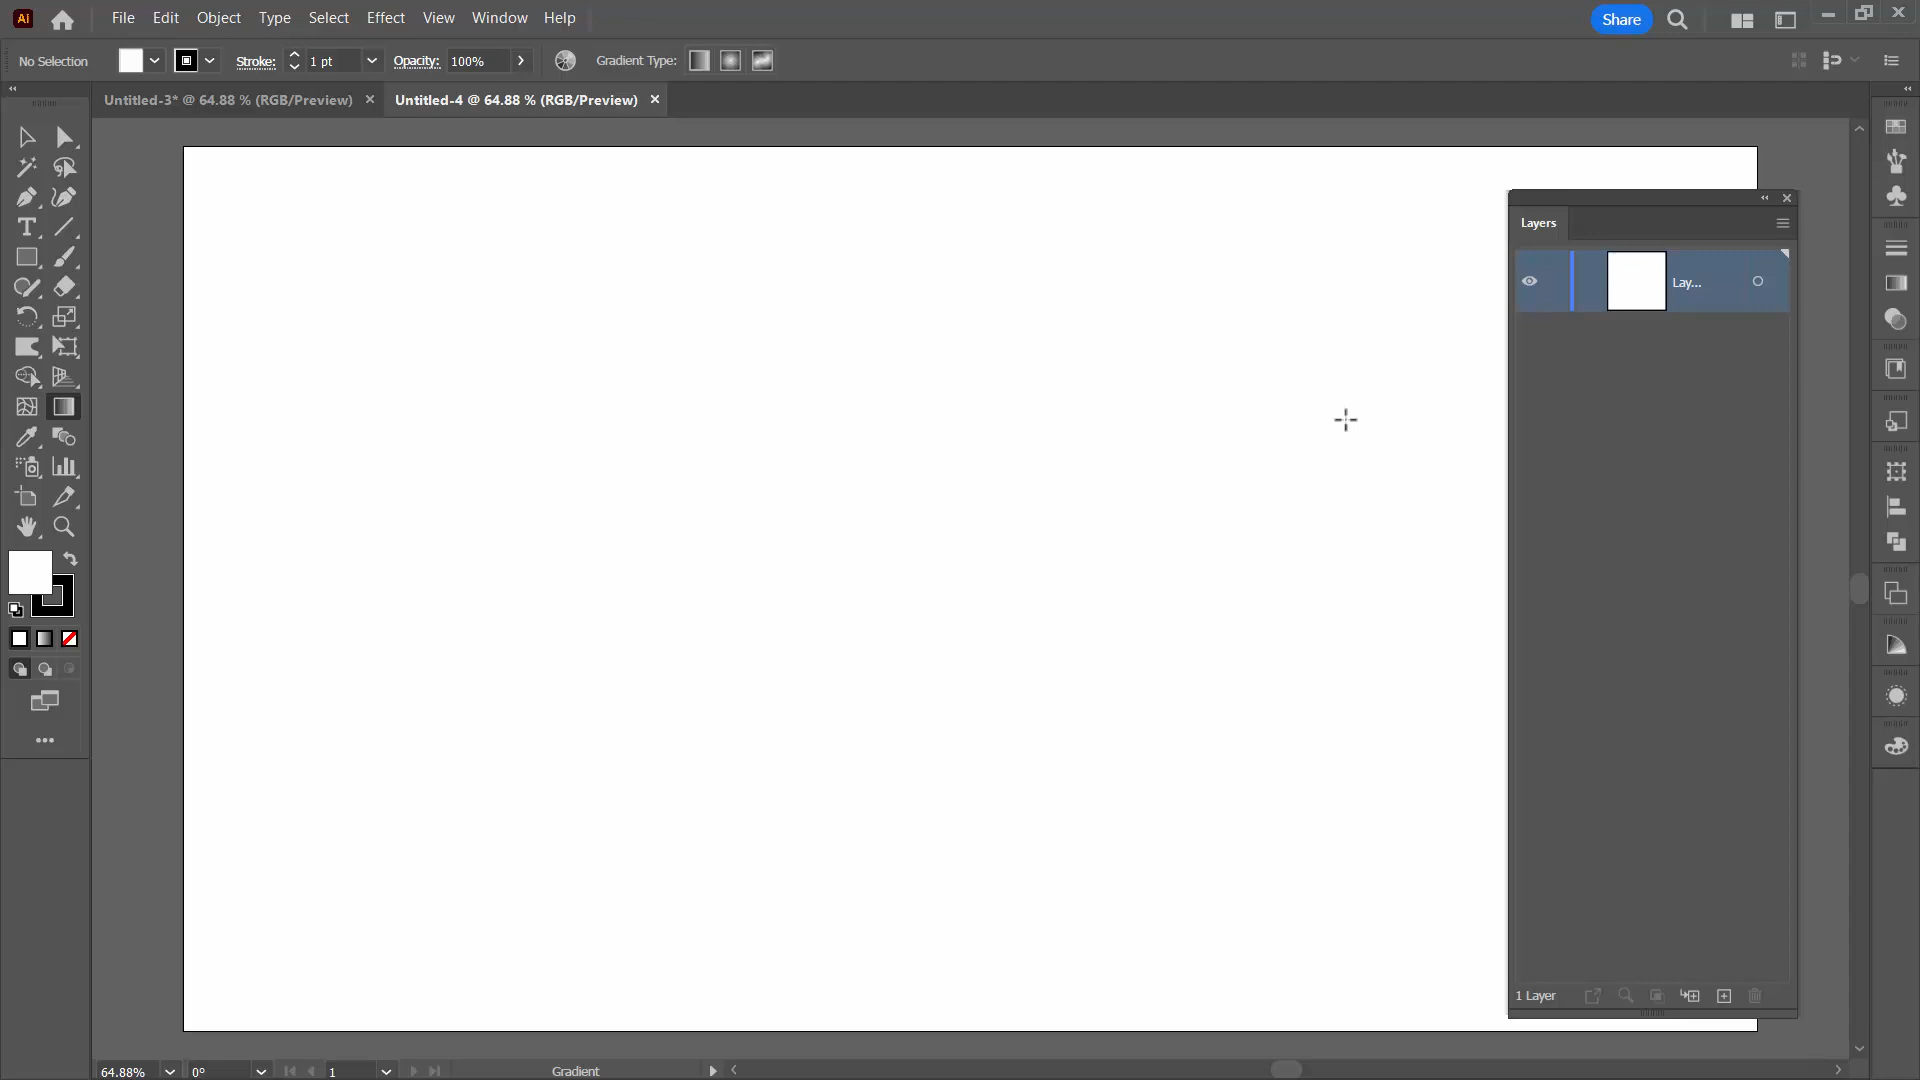 Ai File Edit Object Type Select Effect View Window Help Share
No Selection Stroke: 1 pt Opacity: 100% Gradient Type:
Untitled-3* @ 64.88 % (RGB/Preview) Untitled-4 @ 64.88 % (RGB/Preview)
Layers
Lay...
1 Layer
64.88% 0° 1 Gradient